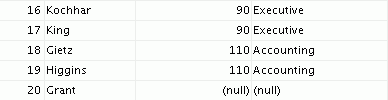 16 Kochhar 90 Executive
17 King 90 Executive
18 Gietz 110 Accounting
19 Higgins 110 Accounting
20 Grant (null) (null)